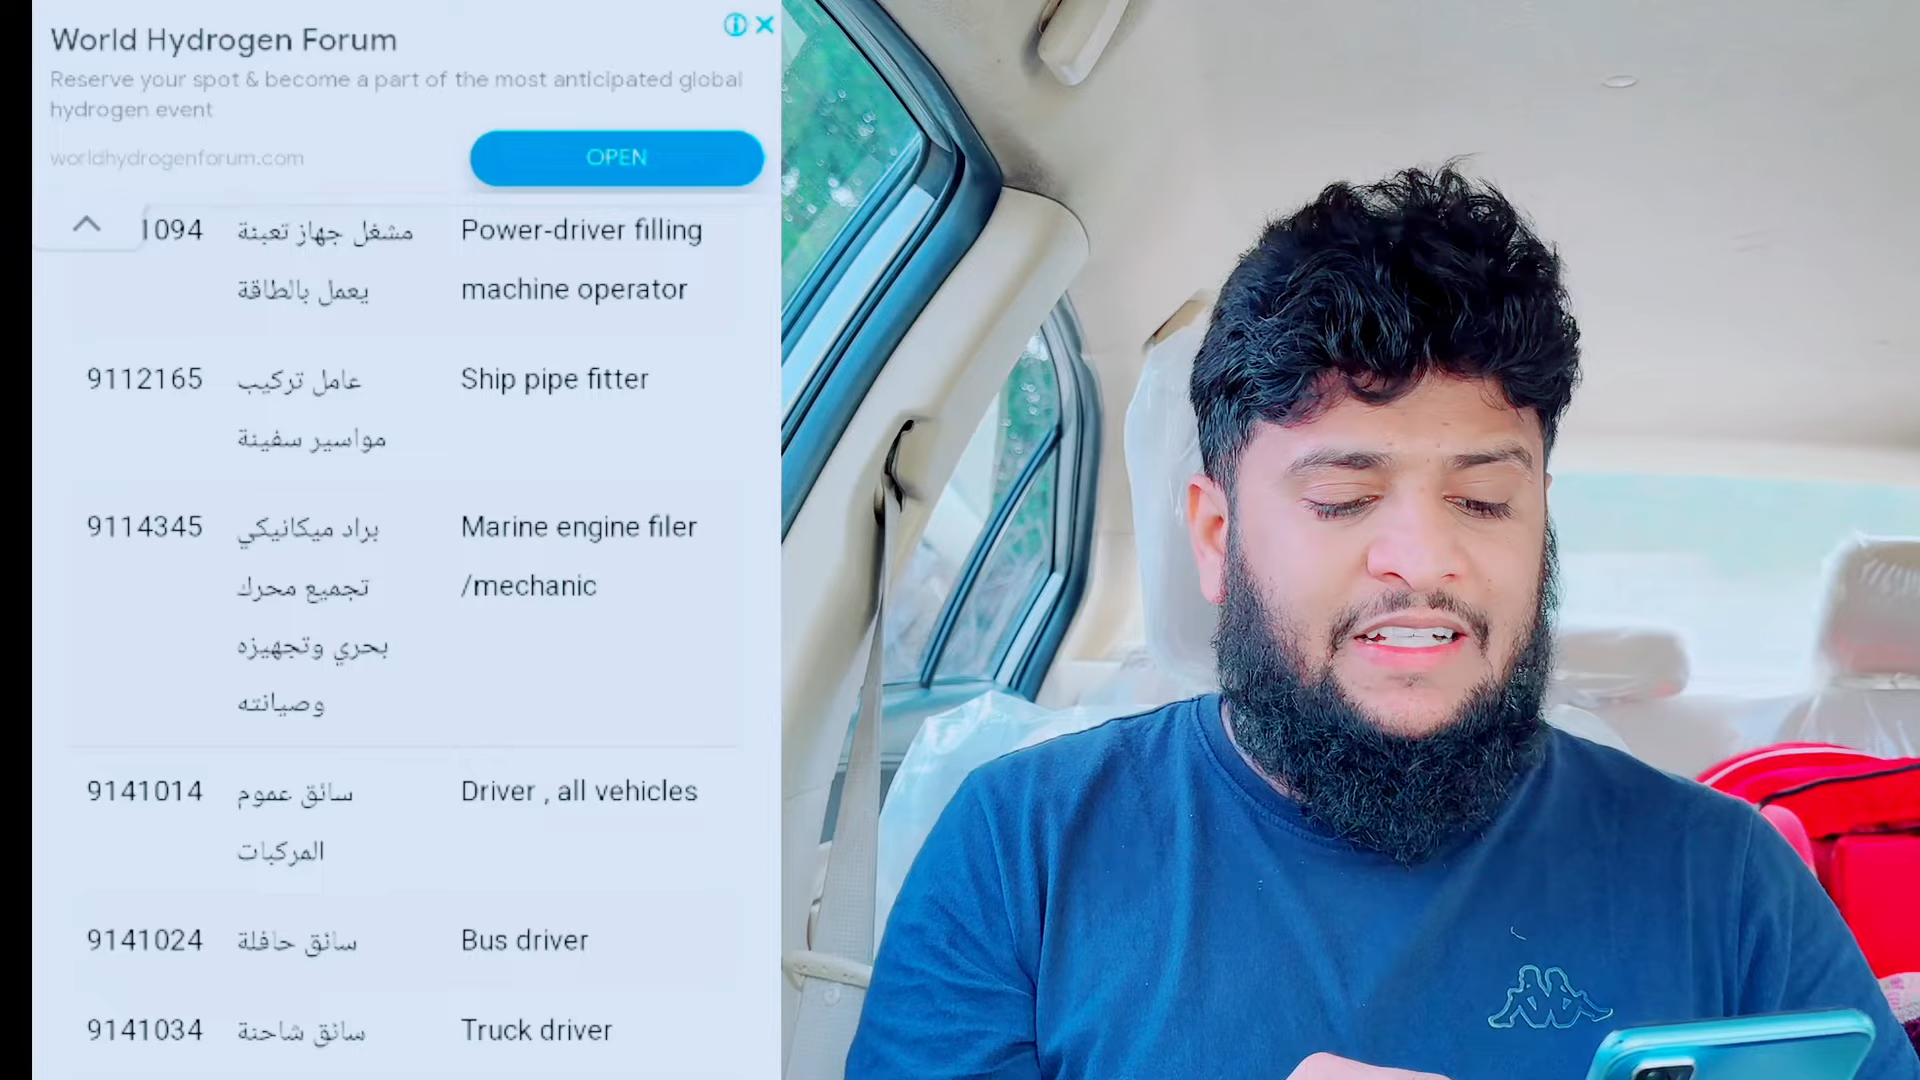 World Hydrogen Forum
Reserve your spot & become a part of the most anticipated global
hydrogen event
worldhydrogenforum.com
OPEN
1094 مشغل جهاز تعبئة Power-driver filling
يعمل بالطاقة machine operator
9112165 عامل تركيب Ship pipe fitter
مواسير سفينة
9114345 براد ميكانيكي Marine engine filer
تجميع محرك /mechanic
بحري وتجهيزه
وصيانته
9141014 سائق عموم Driver , all vehicles
المركبات
9141024 سائق حافلة Bus driver
9141034 سائق شاحنة Truck driver